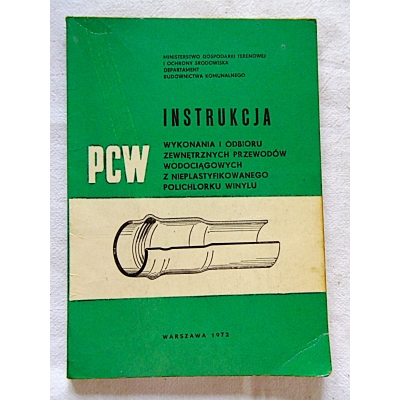 MINISTERSTWO GOSPODARKI TERENOWEJ
I OCHRONY ŚRODOWISKA
DEPARTAMENT
BUDOWNICTWA KOMUNALNEGO
INSTRUKCJA
WYKONANIA I ODBIORU
ZEWNĘTRZNYCH PRZEWODÓW
WODOCIĄGOWYCH
Z NIEPLASTYFIKOWANEGO
POLICHLORKU WINYLU
PCW
WARSZAWA 1973